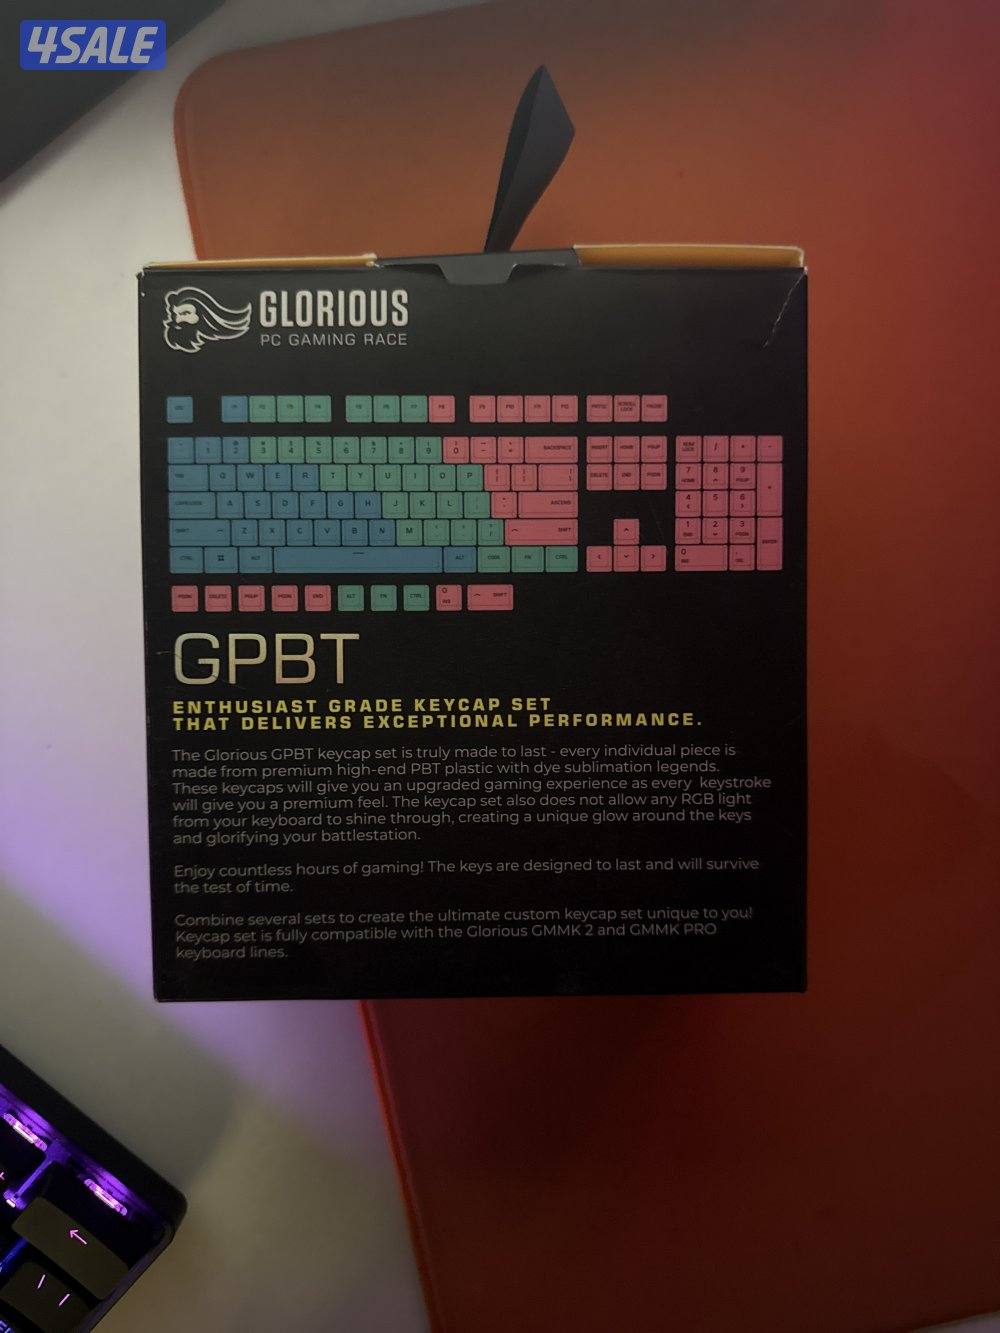 4SALE
GLORIOUS
PC GAMING RACE
BACKSPACE
Q W E R T Y U I O P
A S D F G H J K L
Z X C V B N M
GPBT
ENTHUSIAST GRADE KEYCAP SET
THAT DELIVERS EXCEPTIONAL PERFORMANCE.
The Glorious GPBT keycap set is truly made to last - every individual piece is
made from premium high-end PBT plastic with dye sublimation legends.
These keycaps will give you an upgraded gaming experience as every keystroke
will give you a premium feel. The keycap set also does not allow any RGB light
from your keyboard to shine through, creating a unique glow around the keys
and glorifying your battlestation.
Enjoy countless hours of gaming! The keys are designed to last and will survive
the test of time.
Combine several sets to create the ultimate custom keycap set unique to you!
Keycap set is fully compatible with the Glorious GMMK 2 and GMMK PRO
keyboard lines.